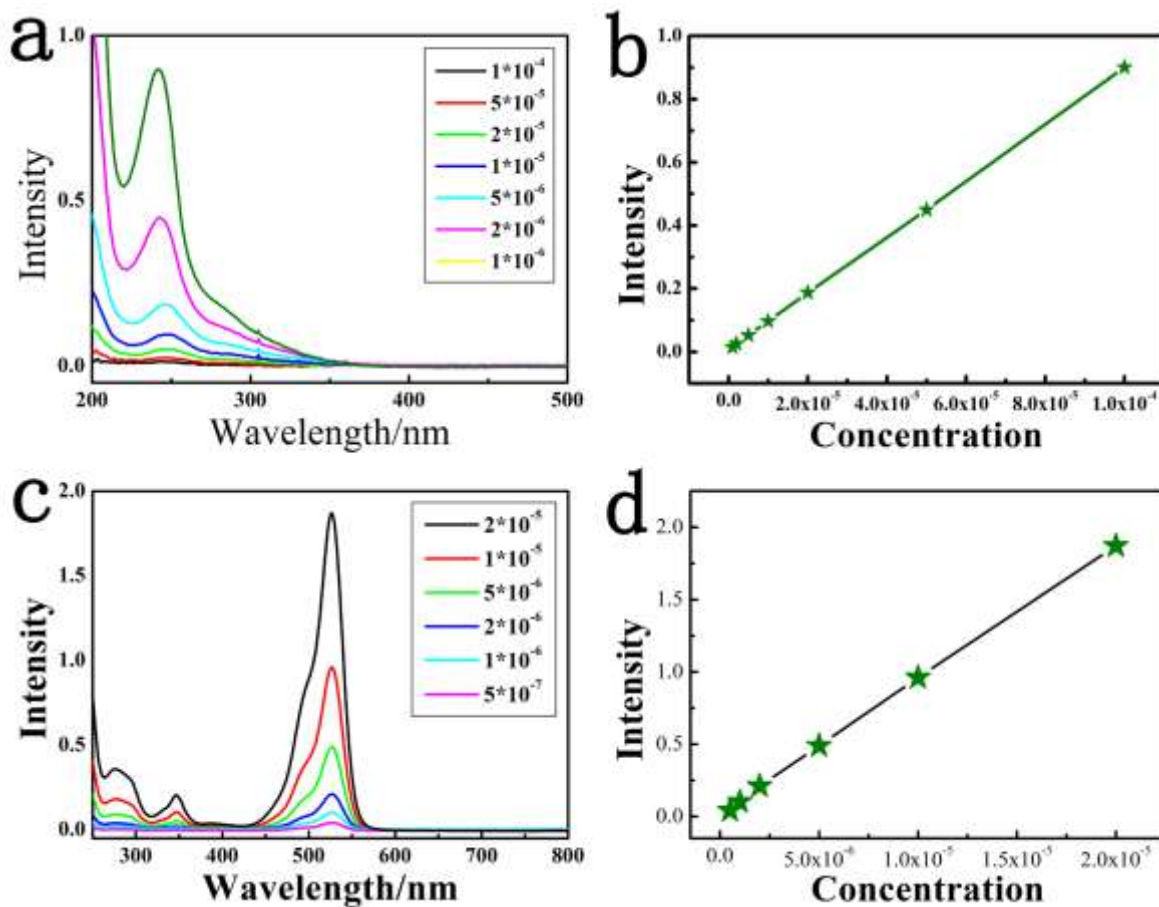 a
1.0
0.5
0.0
Intensity
200
300
400
500
Wavelength/nm
1*10⁻⁴
5*10⁻⁵
2*10⁻⁵
1*10⁻⁵
5*10⁻⁶
2*10⁻⁶
1*10⁻⁶
b
1.0
0.8
0.6
0.4
0.2
0.0
Intensity
0.0
2.0x10⁻⁵
4.0x10⁻⁵
6.0x10⁻⁵
8.0x10⁻⁵
1.0x10⁻⁴
Concentration
c
2.0
1.5
1.0
0.5
0.0
Intensity
300
400
500
600
700
800
Wavelength/nm
2*10⁻⁵
1*10⁻⁵
5*10⁻⁶
2*10⁻⁶
1*10⁻⁶
5*10⁻⁷
d
2.0
1.5
1.0
0.5
0.0
Intensity
0.0
5.0x10⁻⁶
1.0x10⁻⁵
1.5x10⁻⁵
2.0x10⁻⁵
Concentration